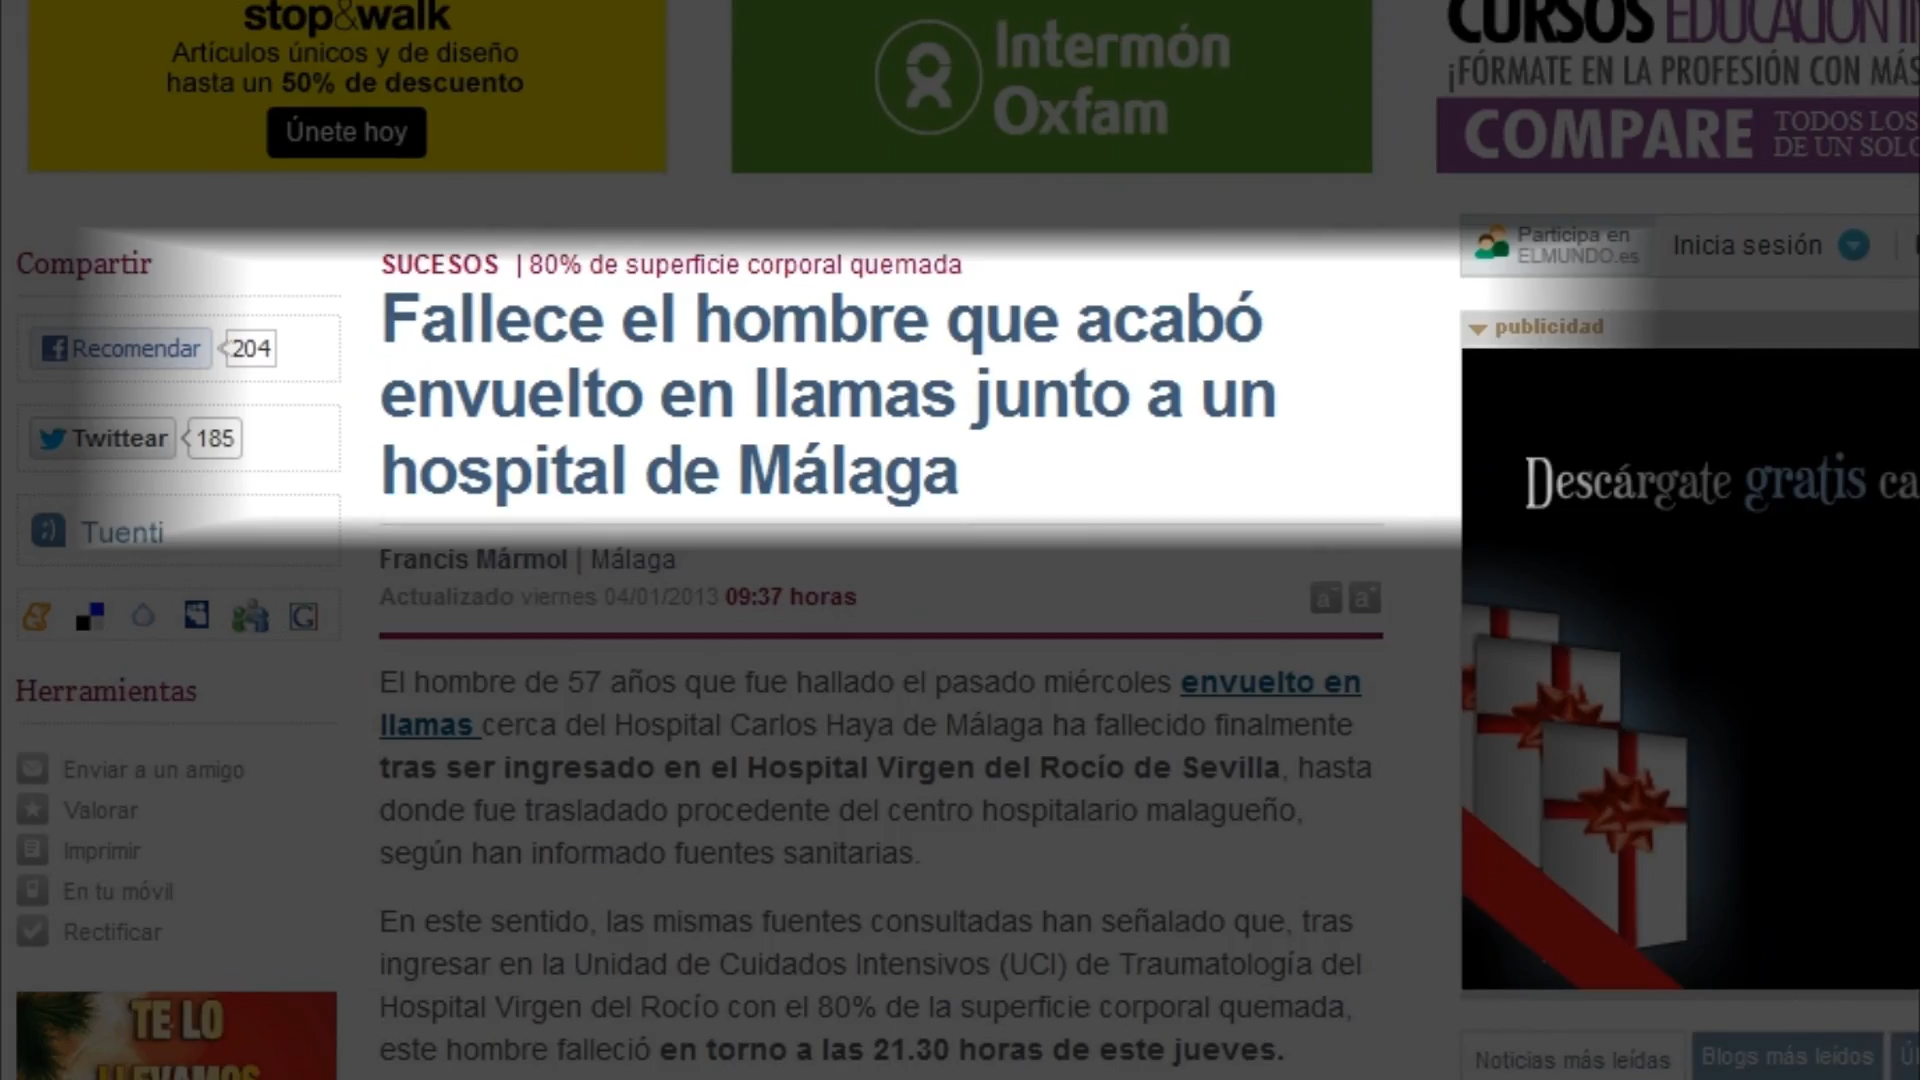 stop&walk
Artículos únicos y de diseño
hasta un 50% de descuento
Únete hoy
Intermón
Oxfam
CURSOS
¡FÓRMATE EN LA PROFESIÓN CON MÁS
COMPARE
TODOS LOS
DE UN
Compartir
Recomendar 204
Twittear 185
Tuenti
Herramientas
Enviar a un amigo
Valorar
Imprimir
En tu móvil
Rectificar
TE LO
LLEVAMOS
SUCESOS | 80% de superficie corporal quemada
Fallece el hombre que acabó
envuelto en llamas junto a un
hospital de Málaga
Francis Mármol | Málaga
Actualizado viernes 04/01/2013 09:37 horas
a- a+
El hombre de 57 años que fue hallado el pasado miércoles envuelto en
llamas cerca del Hospital Carlos Haya de Málaga ha fallecido finalmente
tras ser ingresado en el Hospital Virgen del Rocío de Sevilla, hasta
donde fue trasladado procedente del centro hospitalario malagueño,
según han informado fuentes sanitarias.
En este sentido, las mismas fuentes consultadas han señalado que, tras
ingresar en la Unidad de Cuidados Intensivos (UCI) de Traumatología del
Hospital Virgen del Rocío con el 80% de la superficie corporal quemada,
este hombre falleció en torno a las 21.30 horas de este jueves.
Participa en
ELMUNDO.es
Inicia sesión
publicidad
Descárgate gratis ca
Noticias más leídas
Blogs más leídos